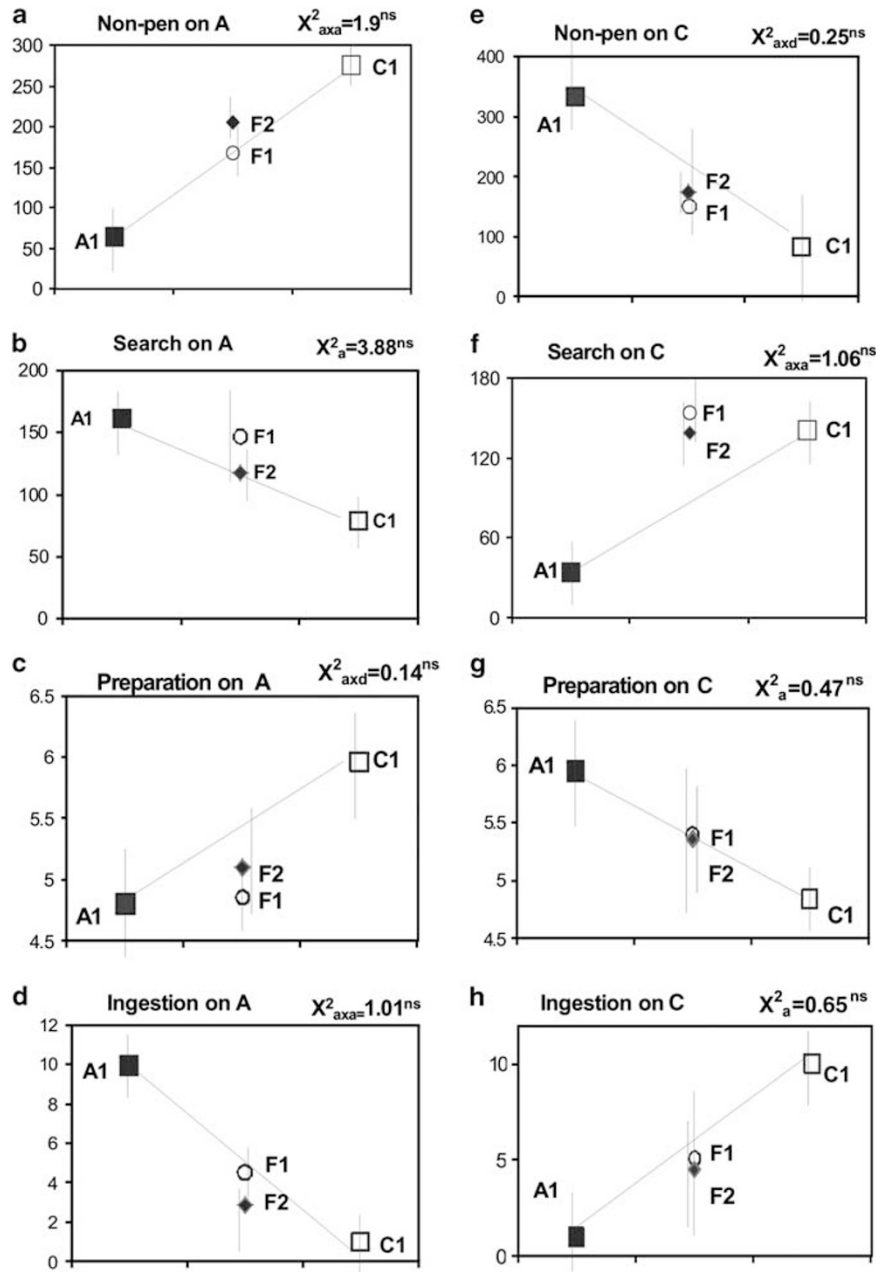 a Non-pen on A X²axa=1.9ns
300
250
200
150
100
50
0
A1
F2
F1
C1
b Search on A X²a=3.88ns
200
150
100
50
0
A1
F1
F2
C1
c Preparation on A X²axd=0.14ns
6.5
6
5.5
5
4.5
A1
F2
F1
C1
d Ingestion on A X²axa=1.01ns
12
10
8
6
4
2
0
A1
F1
F2
C1
e Non-pen on C X²axd=0.25ns
400
300
200
100
0
A1
F2
F1
C1
f Search on C X²axa=1.06ns
180
120
60
0
A1
F1
F2
C1
g Preparation on C X²a=0.47ns
6.5
6
5.5
5
4.5
A1
F1
F2
C1
h Ingestion on C X²a=0.65ns
10
5
0
A1
F1
F2
C1